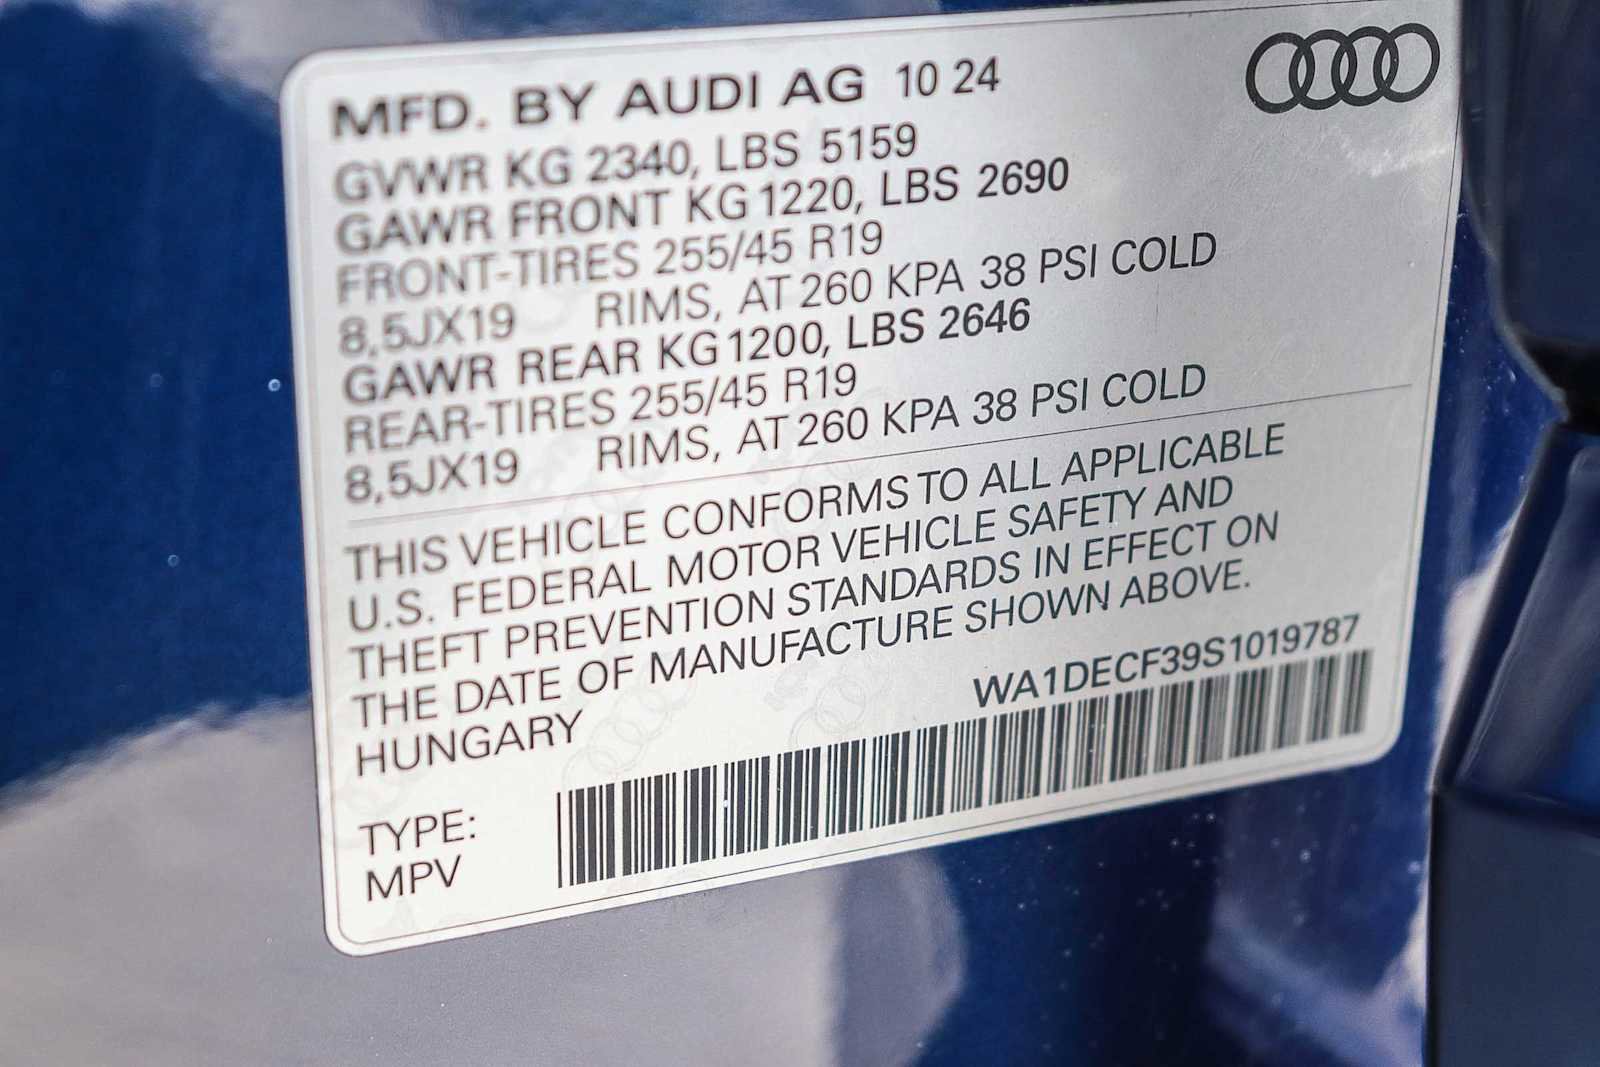 MFD. BY AUDI AG 10 24
GVWR KG 2340, LBS 5159
GAWR FRONT KG 1220, LBS 2690
FRONT-TIRES 255/45 R19
8,5JX19 RIMS, AT 260 KPA 38 PSI COLD
GAWR REAR KG 1200, LBS 2646
REAR-TIRES 255/45 R19
8,5JX19 RIMS, AT 260 KPA 38 PSI COLD
THIS VEHICLE CONFORMS TO ALL APPLICABLE
U.S. FEDERAL MOTOR VEHICLE SAFETY AND
THEFT PREVENTION STANDARDS IN EFFECT ON
THE DATE OF MANUFACTURE SHOWN ABOVE.
HUNGARY WA1DECF39S1019787
TYPE:
MPV